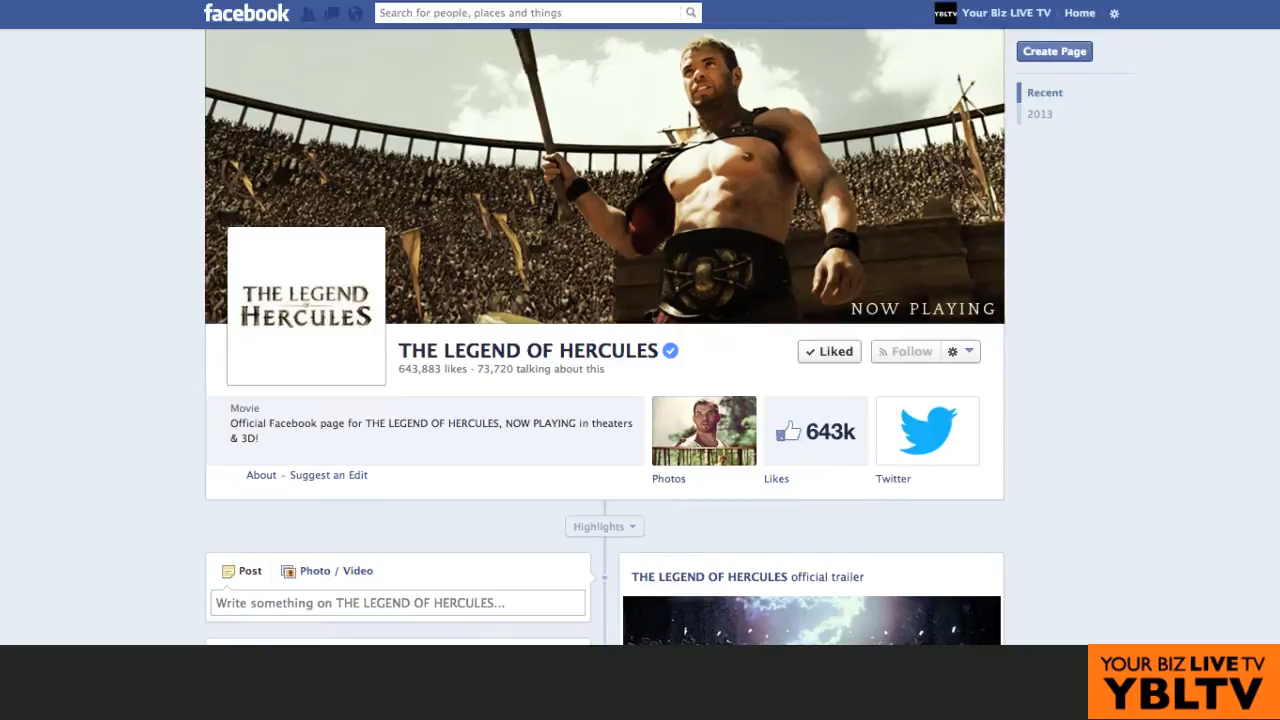 facebook
Search for people, places and things
YBLTV
Your Biz LIVE TV
Home
Create Page
Recent
2013
THE LEGEND
OF
HERCULES
NOW PLAYING
THE LEGEND OF HERCULES
643,883 likes · 73,720 talking about this
Liked
Follow
Movie
Official Facebook page for THE LEGEND OF HERCULES, NOW PLAYING in theaters
& 3D!
About - Suggest an Edit
643k
Photos
Likes
Twitter
Highlights
Post
Photo / Video
Write something on THE LEGEND OF HERCULES...
THE LEGEND OF HERCULES official trailer
YOUR BIZ LIVE TV
YBLTV